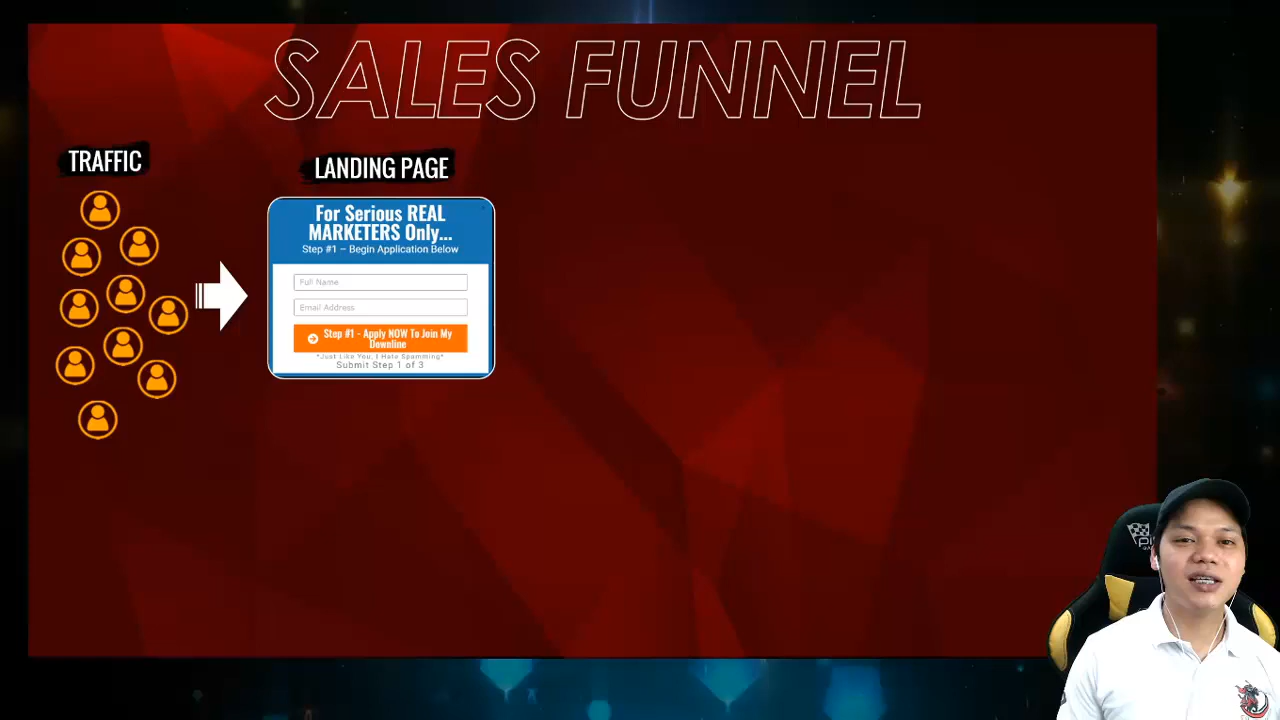 SALES FUNNEL
TRAFFIC
LANDING PAGE
For Serious REAL
MARKETERS Only...
Step #1 – Begin Application Below
Full Name
Email Address
Step #1 - Apply NOW To Join My
Downline
*Just Like You, I Hate Spamming*
Submit Step 1 of 3